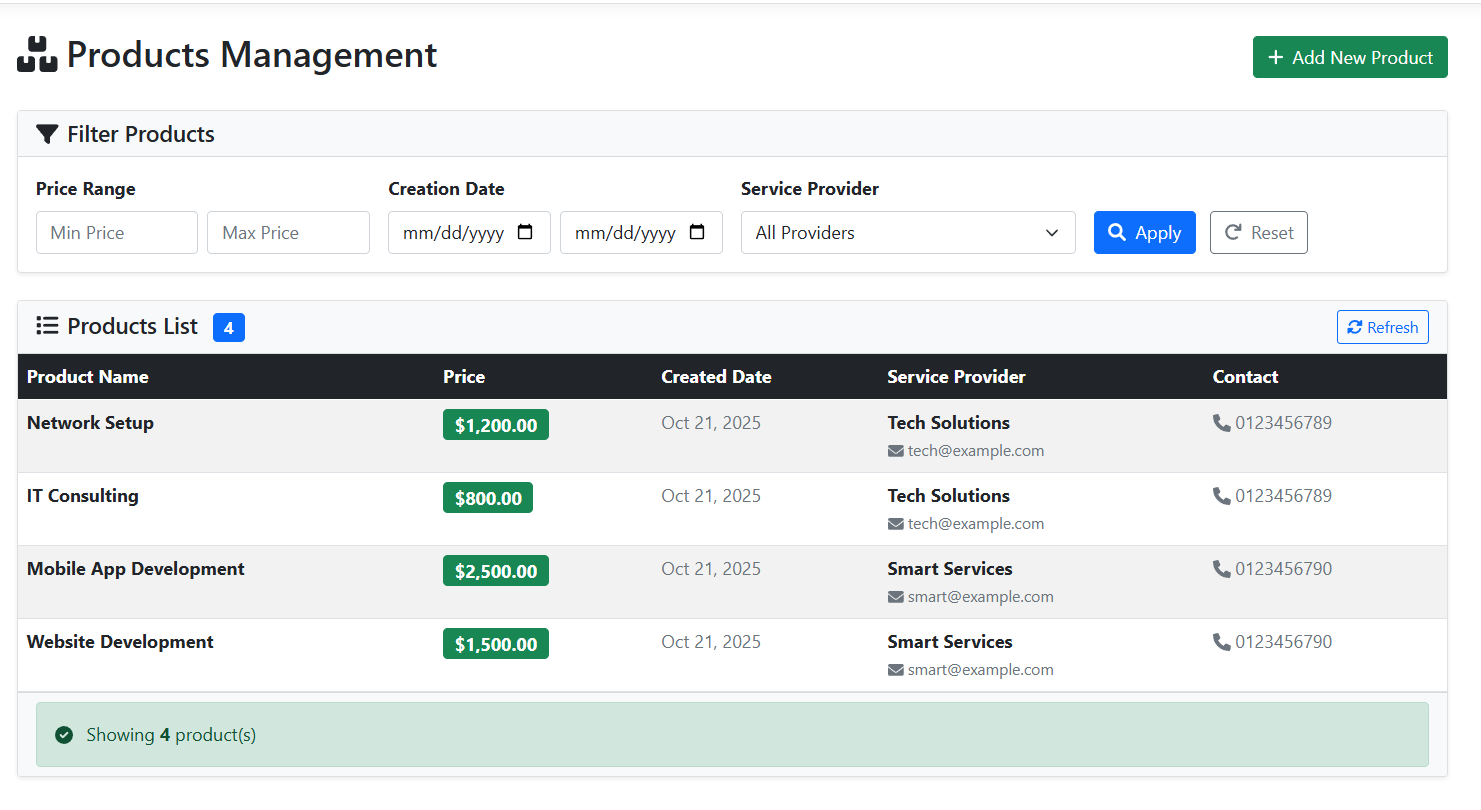 Products Management
+ Add New Product
Filter Products
Price Range Creation Date Service Provider
Min Price Max Price mm/dd/yyyy mm/dd/yyyy All Providers Apply Reset
Products List 4 Refresh
Product Name Price Created Date Service Provider Contact
Network Setup $1,200.00 Oct 21, 2025 Tech Solutions 0123456789
tech@example.com
IT Consulting $800.00 Oct 21, 2025 Tech Solutions 0123456789
tech@example.com
Mobile App Development $2,500.00 Oct 21, 2025 Smart Services 0123456790
smart@example.com
Website Development $1,500.00 Oct 21, 2025 Smart Services 0123456790
smart@example.com
Showing 4 product(s)